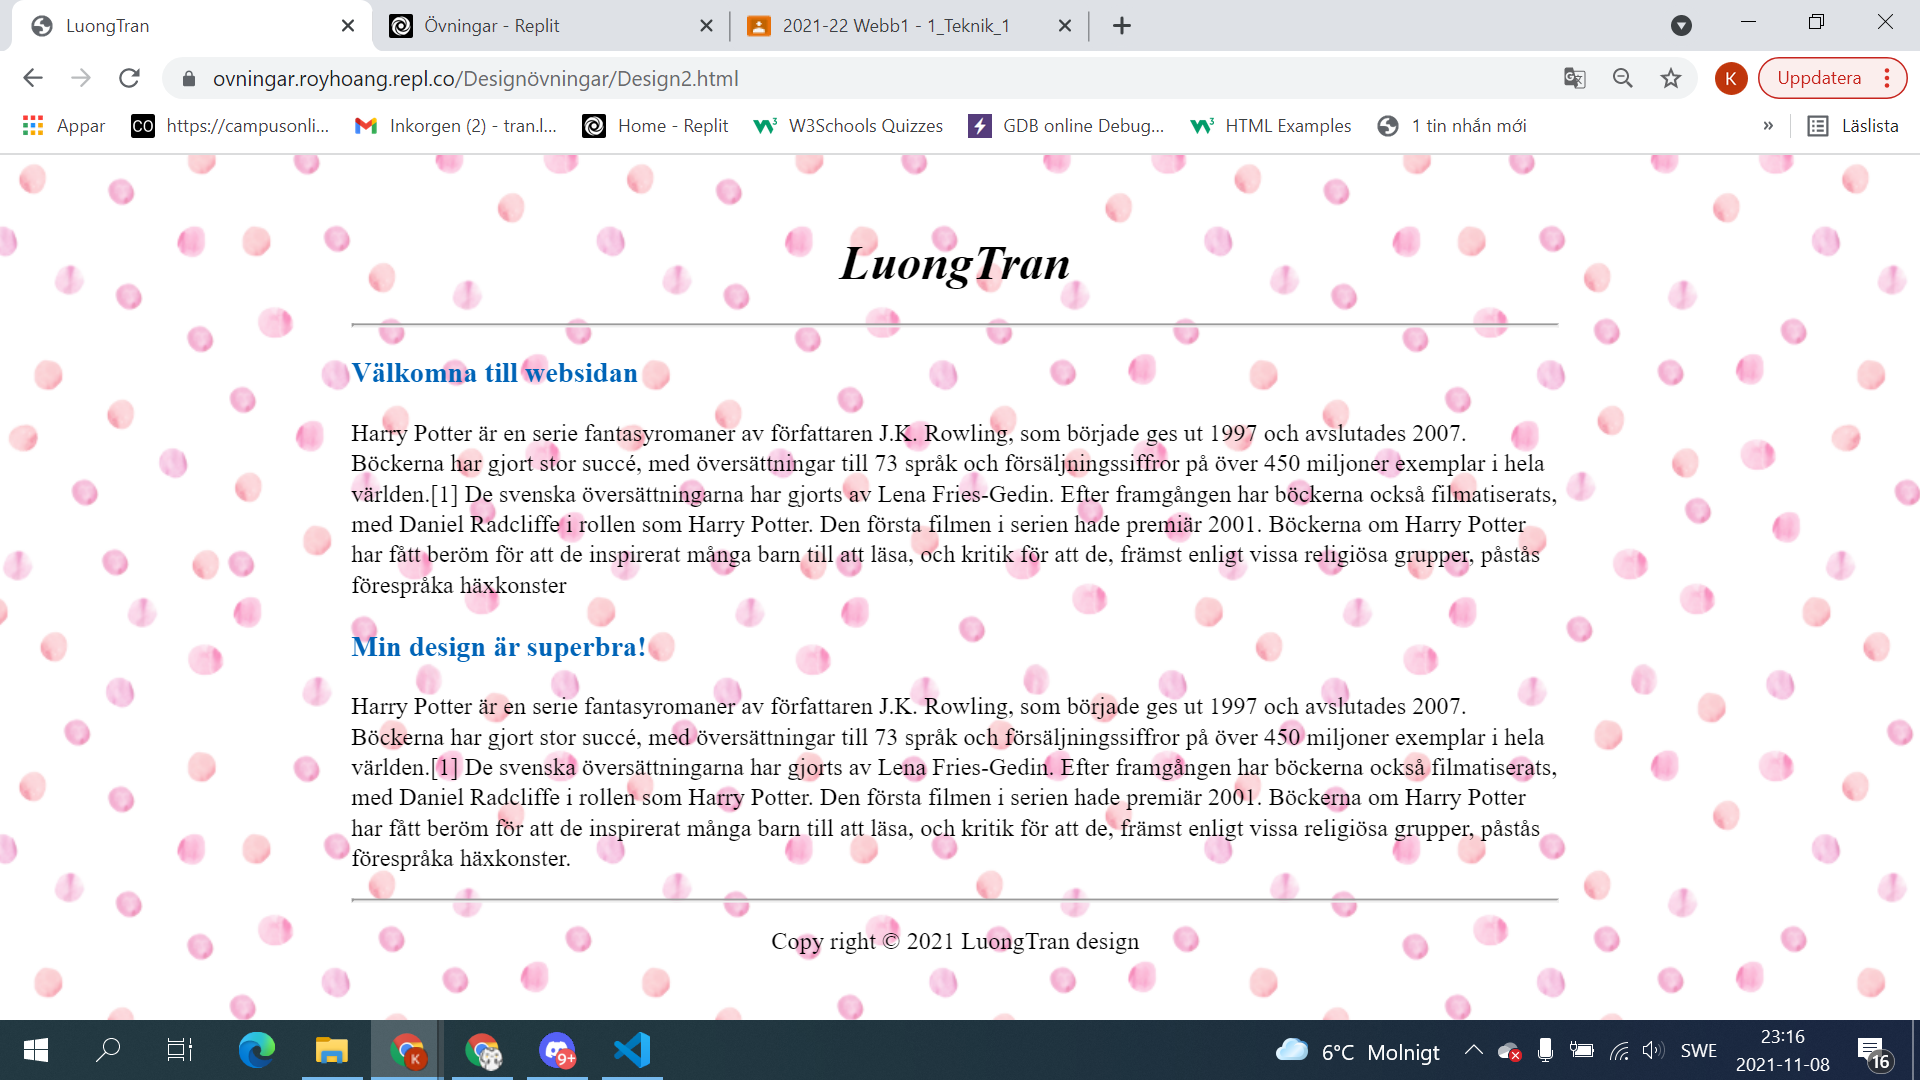 LuongTran
Övningar - Replit
2021-22 Webb1 - 1_Teknik_1
ovningar.royhoang.repl.co/Designövningar/Design2.html
K
Uppdatera
Appar
CO
https://campusonli...
Inkorgen (2) - tran.l...
Home - Replit
W3Schools Quizzes
GDB online Debug...
HTML Examples
1 tin nhắn mới
»
Läslista
LuongTran
Välkomna till websidan
Harry Potter är en serie fantasyromaner av författaren J.K. Rowling, som började ges ut 1997 och avslutades 2007.
Böckerna har gjort stor succé, med översättningar till 73 språk och försäljningssiffror på över 450 miljoner exemplar i hela
världen.[1] De svenska översättningarna har gjorts av Lena Fries-Gedin. Efter framgången har böckerna också filmatiserats,
med Daniel Radcliffe i rollen som Harry Potter. Den första filmen i serien hade premiär 2001. Böckerna om Harry Potter
har fått beröm för att de inspirerat många barn till att läsa, och kritik för att de, främst enligt vissa religiösa grupper, påstås
förespråka häxkonster
Min design är superbra!
Harry Potter är en serie fantasyromaner av författaren J.K. Rowling, som började ges ut 1997 och avslutades 2007.
Böckerna har gjort stor succé, med översättningar till 73 språk och försäljningssiffror på över 450 miljoner exemplar i hela
världen.[1] De svenska översättningarna har gjorts av Lena Fries-Gedin. Efter framgången har böckerna också filmatiserats,
med Daniel Radcliffe i rollen som Harry Potter. Den första filmen i serien hade premiär 2001. Böckerna om Harry Potter
har fått beröm för att de inspirerat många barn till att läsa, och kritik för att de, främst enligt vissa religiösa grupper, påstås
förespråka häxkonster.
Copy right © 2021 LuongTran design
K
9+
6°C Molnigt
SWE
23:16
2021-11-08
16